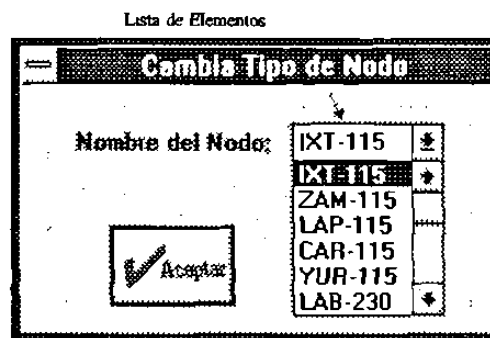 Lista de Elementos
Cambia Tipo de Nodo
Nombre del Nodo: IXT-115
IXT-115
ZAM-115
LAP-115
CAR-115
YUR-115
LAB-230
Aceptar